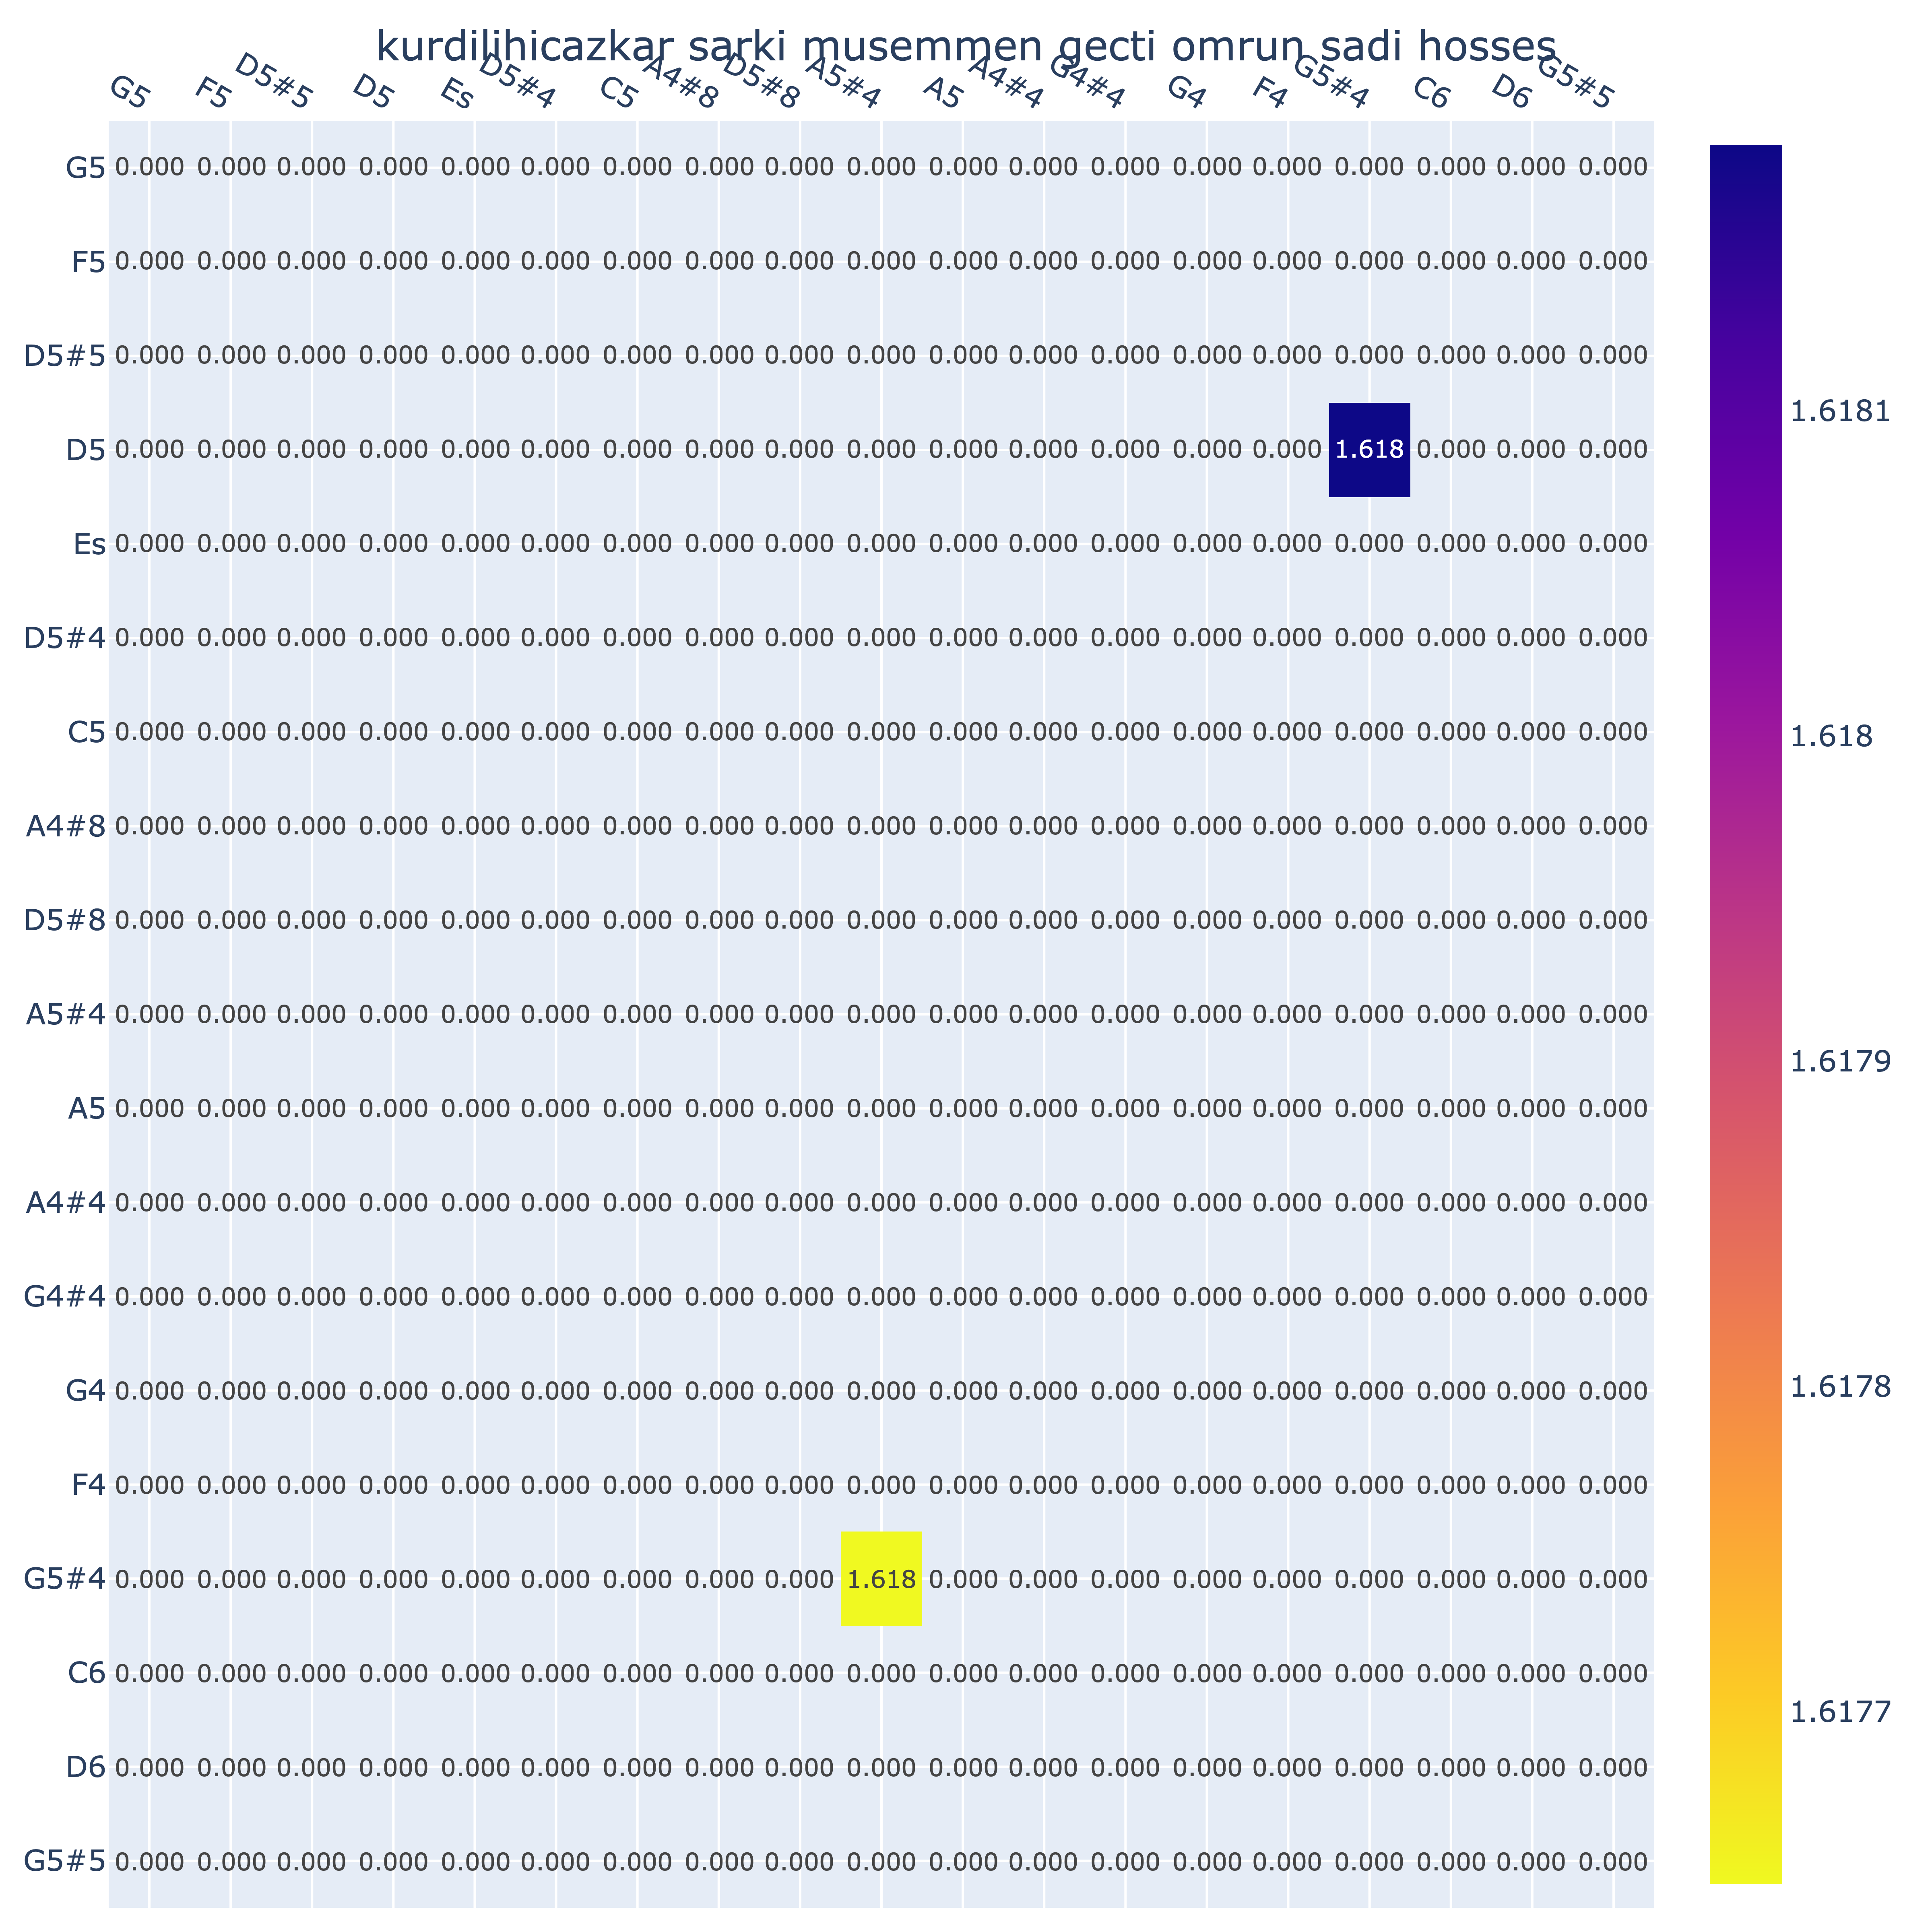 kurdilihicazkar sarki musemmen gecti omrun sadi hosses
G5 F5 D5#5 D5 Es D5#4 C5 A4#8 D5#8 A5#4 A5 A4#4 G4#4 G4 F4 G5#4 C6 D6 G5#5
G5 0.000 0.000 0.000 0.000 0.000 0.000 0.000 0.000 0.000 0.000 0.000 0.000 0.000 0.000 0.000 0.000 0.000 0.000 0.000
F5 0.000 0.000 0.000 0.000 0.000 0.000 0.000 0.000 0.000 0.000 0.000 0.000 0.000 0.000 0.000 0.000 0.000 0.000 0.000
D5#5 0.000 0.000 0.000 0.000 0.000 0.000 0.000 0.000 0.000 0.000 0.000 0.000 0.000 0.000 0.000 0.000 0.000 0.000 0.000
1.6181
D5 0.000 0.000 0.000 0.000 0.000 0.000 0.000 0.000 0.000 0.000 0.000 0.000 0.000 0.000 0.000 1.618 0.000 0.000 0.000
Es 0.000 0.000 0.000 0.000 0.000 0.000 0.000 0.000 0.000 0.000 0.000 0.000 0.000 0.000 0.000 0.000 0.000 0.000 0.000
D5#4 0.000 0.000 0.000 0.000 0.000 0.000 0.000 0.000 0.000 0.000 0.000 0.000 0.000 0.000 0.000 0.000 0.000 0.000 0.000
C5 0.000 0.000 0.000 0.000 0.000 0.000 0.000 0.000 0.000 0.000 0.000 0.000 0.000 0.000 0.000 0.000 0.000 0.000 0.000
1.618
A4#8 0.000 0.000 0.000 0.000 0.000 0.000 0.000 0.000 0.000 0.000 0.000 0.000 0.000 0.000 0.000 0.000 0.000 0.000 0.000
D5#8 0.000 0.000 0.000 0.000 0.000 0.000 0.000 0.000 0.000 0.000 0.000 0.000 0.000 0.000 0.000 0.000 0.000 0.000 0.000
A5#4 0.000 0.000 0.000 0.000 0.000 0.000 0.000 0.000 0.000 0.000 0.000 0.000 0.000 0.000 0.000 0.000 0.000 0.000 0.000
1.6179
A5 0.000 0.000 0.000 0.000 0.000 0.000 0.000 0.000 0.000 0.000 0.000 0.000 0.000 0.000 0.000 0.000 0.000 0.000 0.000
A4#4 0.000 0.000 0.000 0.000 0.000 0.000 0.000 0.000 0.000 0.000 0.000 0.000 0.000 0.000 0.000 0.000 0.000 0.000 0.000
G4#4 0.000 0.000 0.000 0.000 0.000 0.000 0.000 0.000 0.000 0.000 0.000 0.000 0.000 0.000 0.000 0.000 0.000 0.000 0.000
G4 0.000 0.000 0.000 0.000 0.000 0.000 0.000 0.000 0.000 0.000 0.000 0.000 0.000 0.000 0.000 0.000 0.000 0.000 0.000
1.6178
F4 0.000 0.000 0.000 0.000 0.000 0.000 0.000 0.000 0.000 0.000 0.000 0.000 0.000 0.000 0.000 0.000 0.000 0.000 0.000
G5#4 0.000 0.000 0.000 0.000 0.000 0.000 0.000 0.000 0.000 1.618 0.000 0.000 0.000 0.000 0.000 0.000 0.000 0.000 0.000
C6 0.000 0.000 0.000 0.000 0.000 0.000 0.000 0.000 0.000 0.000 0.000 0.000 0.000 0.000 0.000 0.000 0.000 0.000 0.000
1.6177
D6 0.000 0.000 0.000 0.000 0.000 0.000 0.000 0.000 0.000 0.000 0.000 0.000 0.000 0.000 0.000 0.000 0.000 0.000 0.000
G5#5 0.000 0.000 0.000 0.000 0.000 0.000 0.000 0.000 0.000 0.000 0.000 0.000 0.000 0.000 0.000 0.000 0.000 0.000 0.000